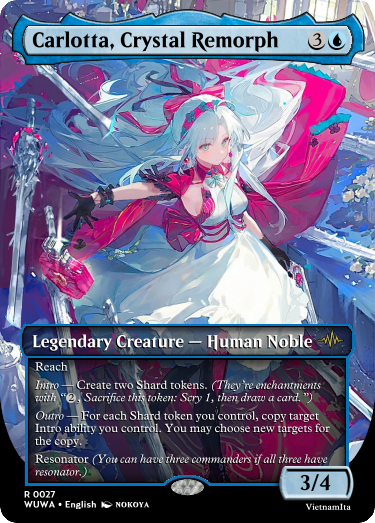 Carlotta, Crystal Remorph 3
Legendary Creature — Human Noble
Reach
Intro — Create two Shard tokens. (They're enchantments
with “2, Sacrifice this token: Scry 1, then draw a card.”)
Outro — For each Shard token you control, copy target
Intro ability you control. You may choose new targets for
the copy.
Resonator (You can have three commanders if all three have
resonator.)
3/4
R 0027
WUWA • English NOKOYA
VietnamIta